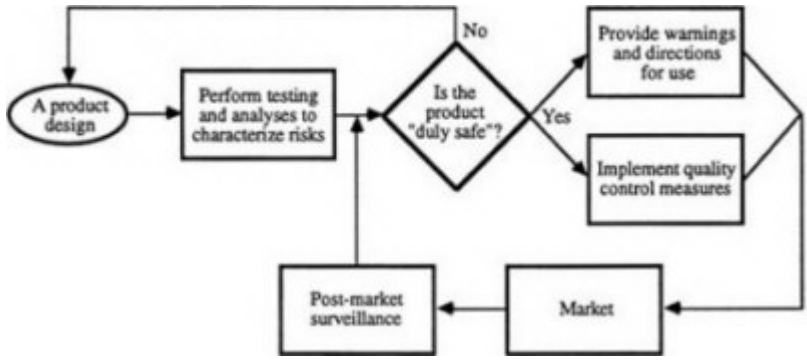 No
A product
design
Perform testing
and analyses to
characterize risks
Is the
product
"duly safe"?
Yes
Provide warnings
and directions
for use
Implement quality
control measures
Post-market
surveillance
Market